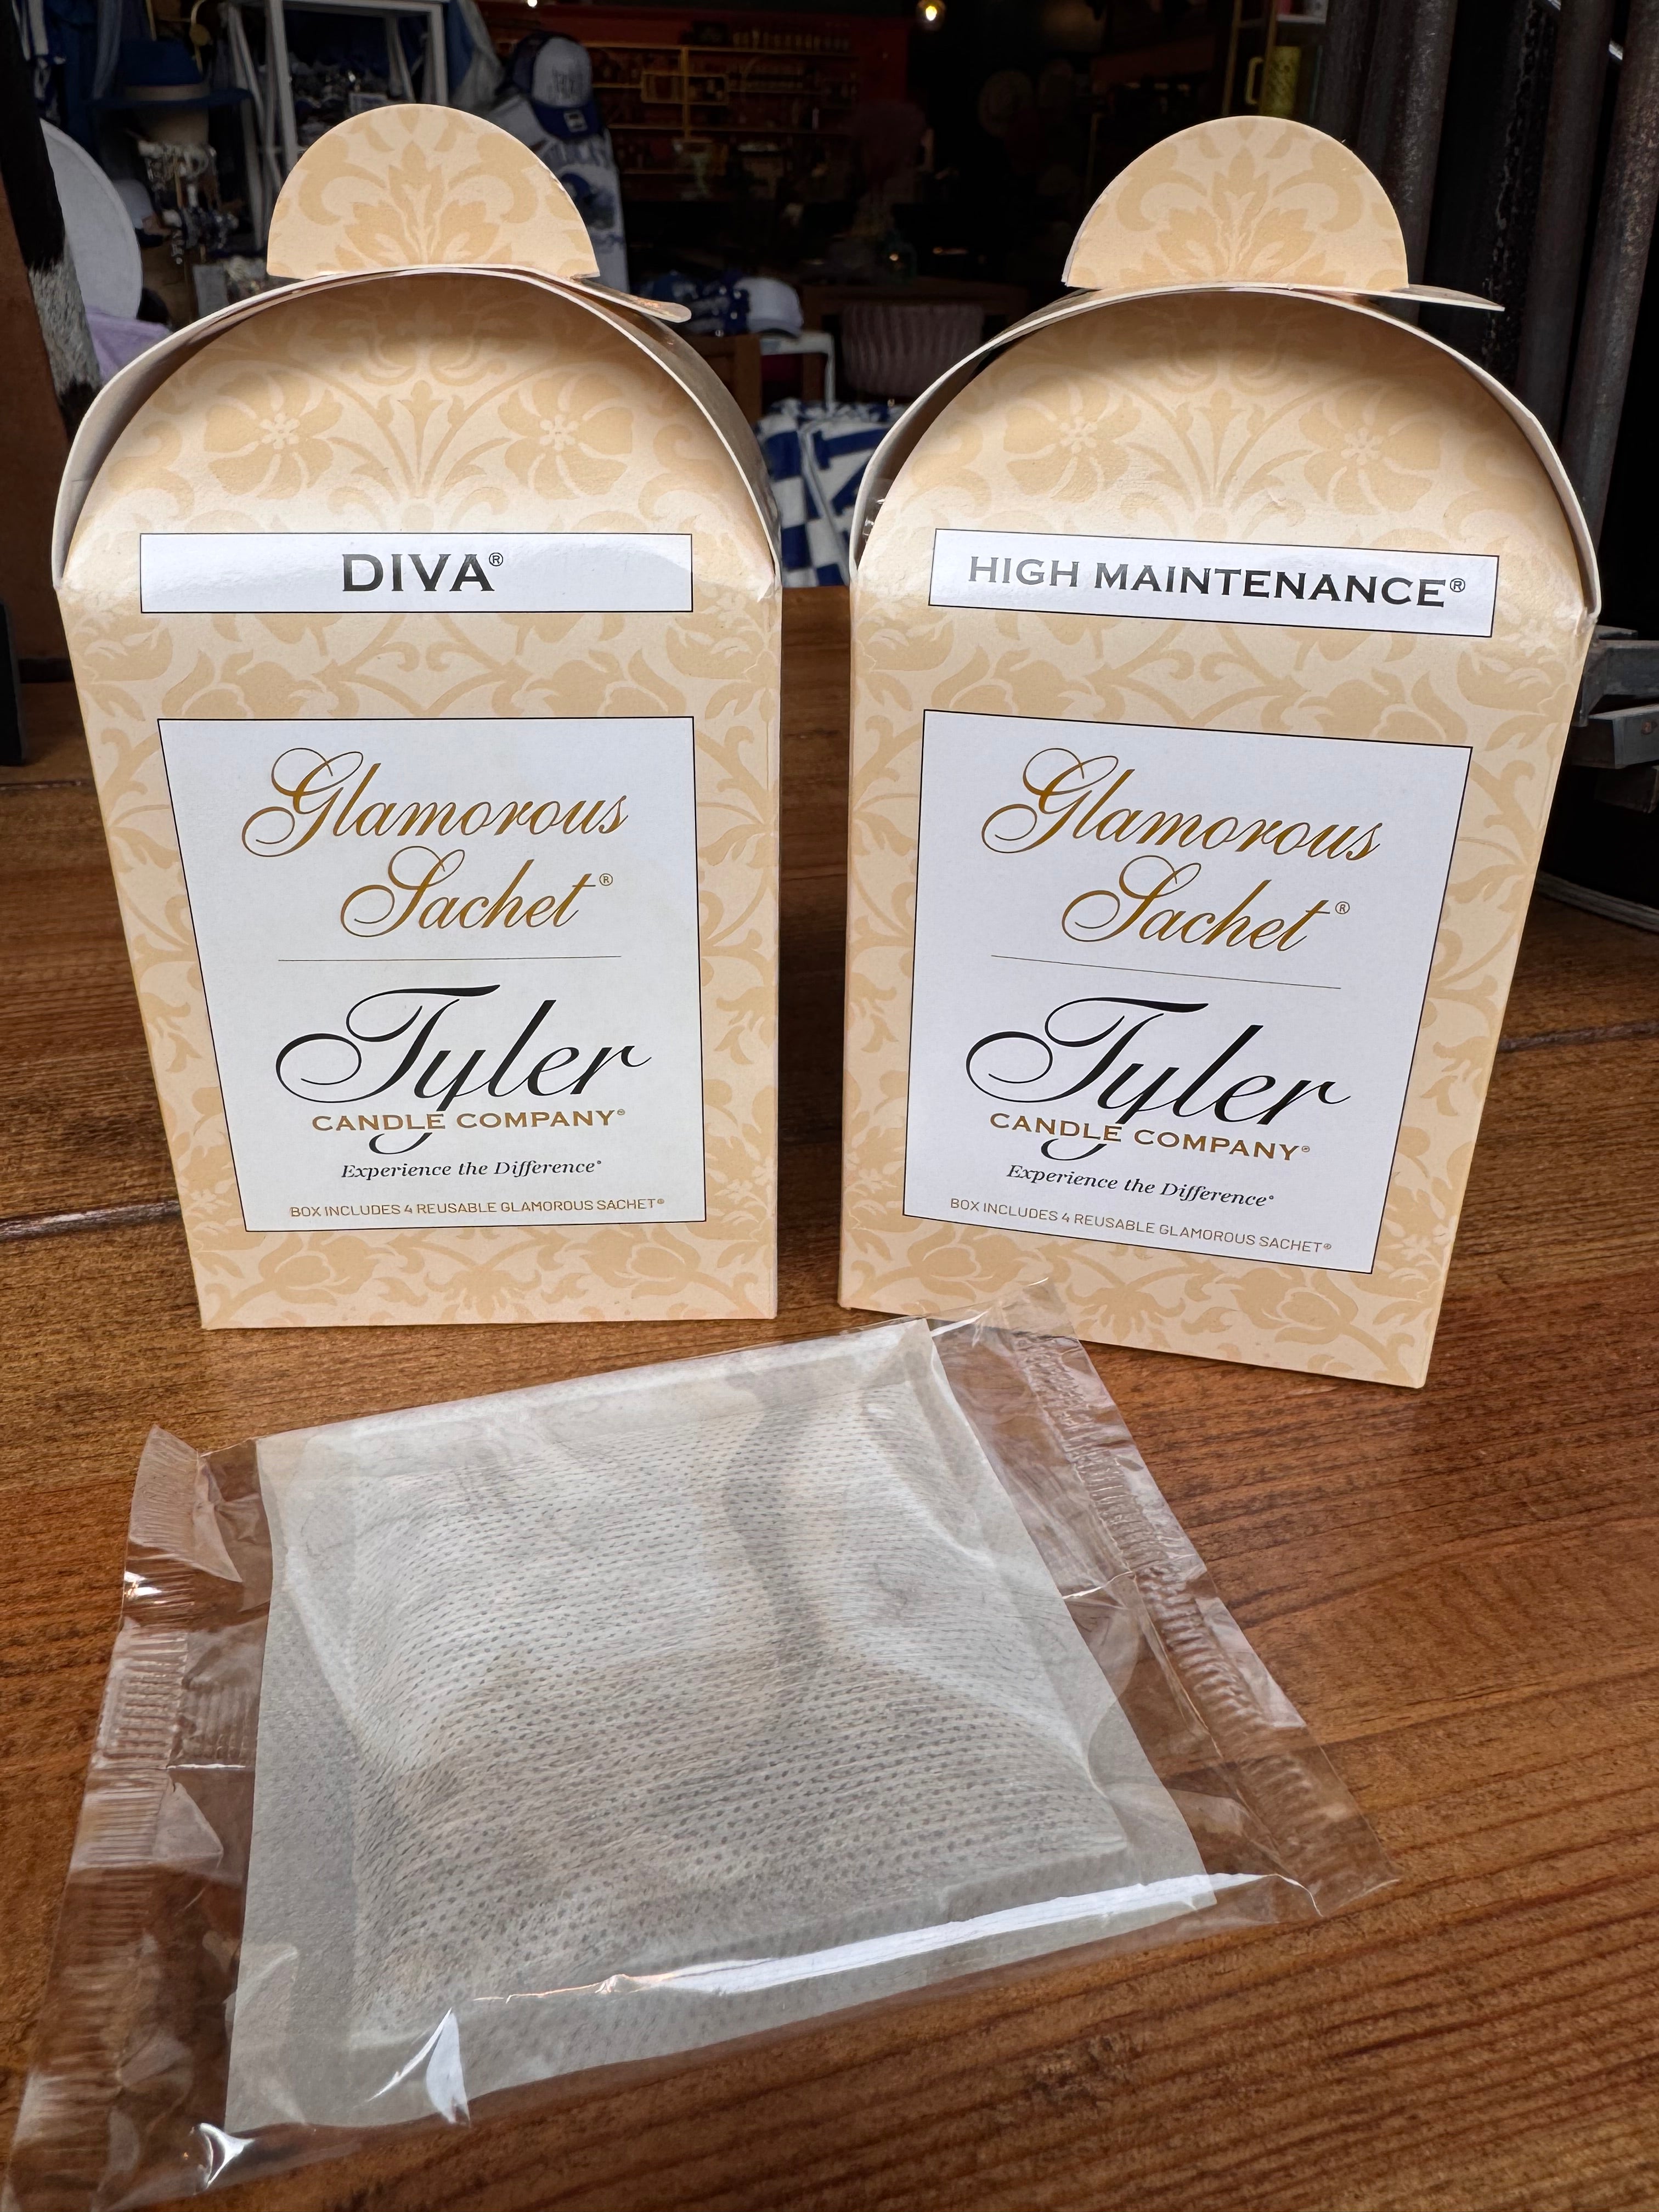 DIVA®
Glamorous
Sachet®
Tyler
CANDLE COMPANY®
Experience the Difference®
BOX INCLUDES 4 REUSABLE GLAMOROUS SACHET®
HIGH MAINTENANCE®
Glamorous
Sachet®
Tyler
CANDLE COMPANY®
Experience the Difference®
BOX INCLUDES 4 REUSABLE GLAMOROUS SACHET®